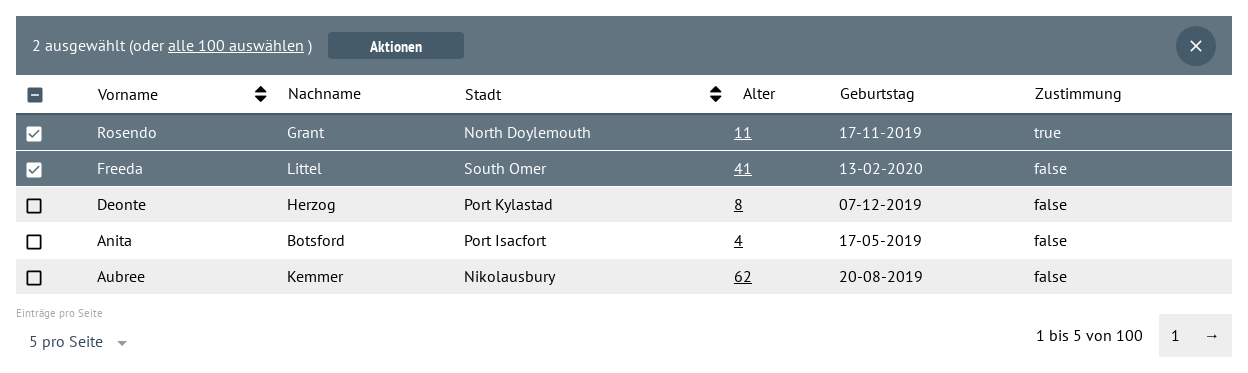 2 ausgewählt (oder alle 100 auswählen ) Aktionen
Vorname Nachname Stadt Alter Geburtstag Zustimmung
Rosendo Grant North Doylemouth 11 17-11-2019 true
Freeda Littel South Omer 41 13-02-2020 false
Deonte Herzog Port Kylastad 8 07-12-2019 false
Anita Botsford Port Isacfort 4 17-05-2019 false
Aubree Kemmer Nikolausbury 62 20-08-2019 false
Einträge pro Seite
5 pro Seite 1 bis 5 von 100 1 →